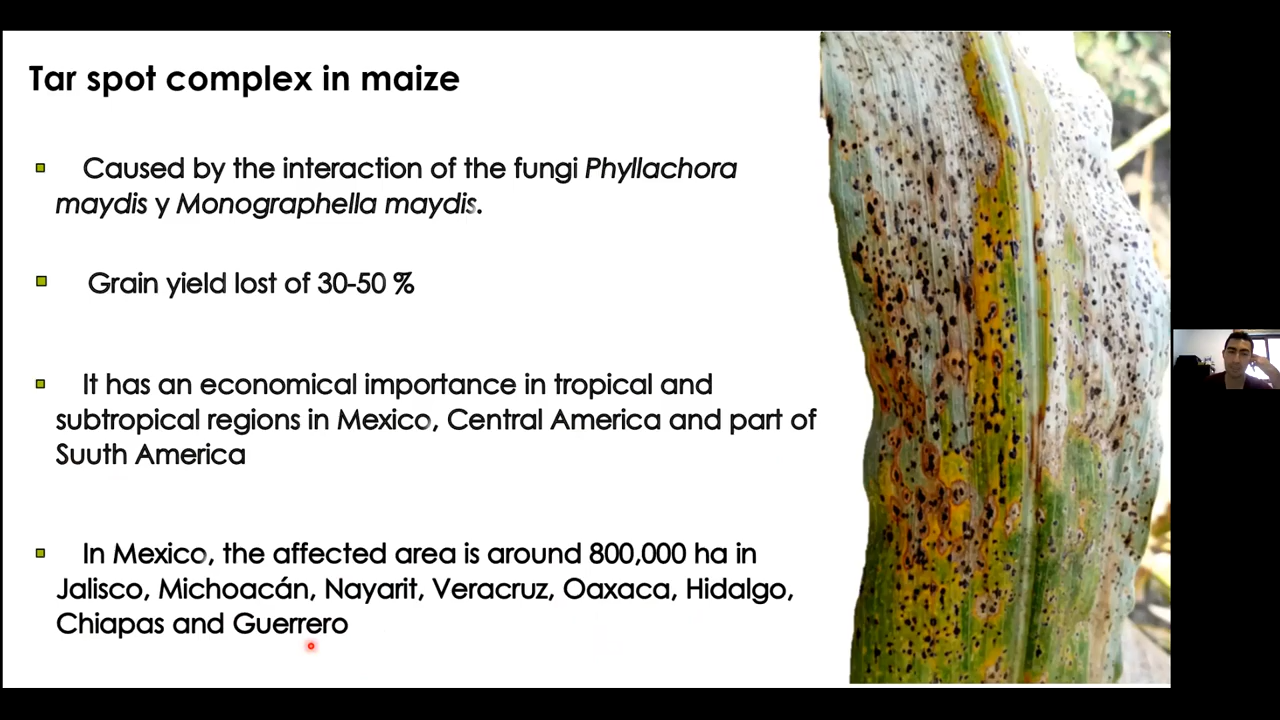 Tar spot complex in maize
Caused by the interaction of the fungi Phyllachora
maydis y Monographella maydis.
Grain yield lost of 30-50 %
It has an economical importance in tropical and
subtropical regions in Mexico, Central America and part of
Suuth America
In Mexico, the affected area is around 800,000 ha in
Jalisco, Michoacán, Nayarit, Veracruz, Oaxaca, Hidalgo,
Chiapas and Guerrero